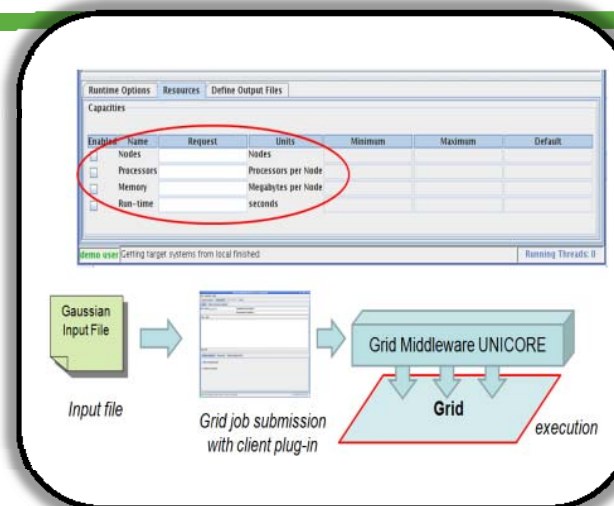 Runtime Options Resources Define Output Files
Capacities
Enabled Name Request Units Minimum Maximum Default
Nodes Nodes
Processors Processors per Node
Memory Megabytes per Node
Run-time seconds
demo user Getting target systems from local finished Running Threads: 0
Gaussian
Input File
Grid Middleware UNICORE
Grid
execution
Input file
Grid job submission
with client plug-in